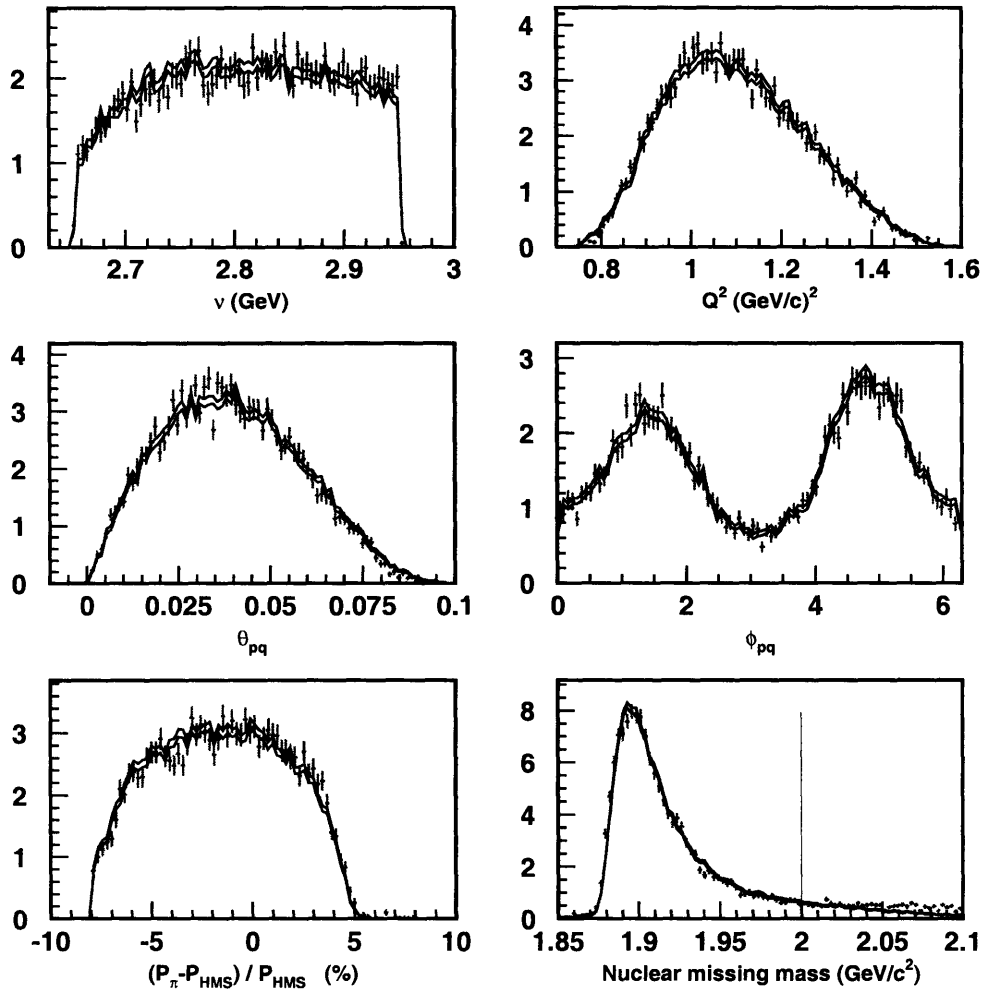 2
1
0
2.7 2.8 2.9 3
ν (GeV)
4
3
2
1
0
0.8 1 1.2 1.4 1.6
Q² (GeV/c)²
4
3
2
1
0
0 0.025 0.05 0.075 0.1
θpq
3
2
1
0
0 2 4 6
ϕpq
3
2
1
0
-10 -5 0 5 10
(Pπ-PHMS) / PHMS (%)
8
6
4
2
0
1.85 1.9 1.95 2 2.05 2.1
Nuclear missing mass (GeV/c²)